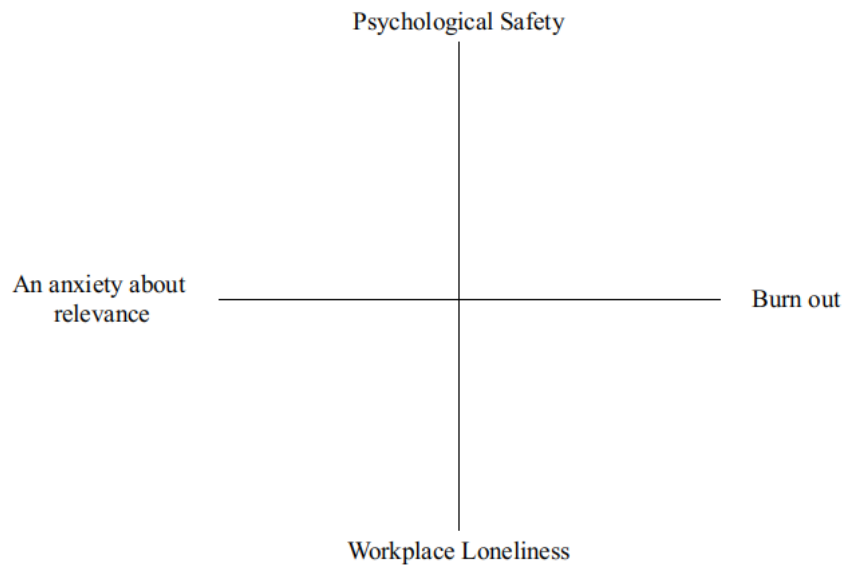 Psychological Safety
An anxiety about
relevance
Burn out
Workplace Loneliness